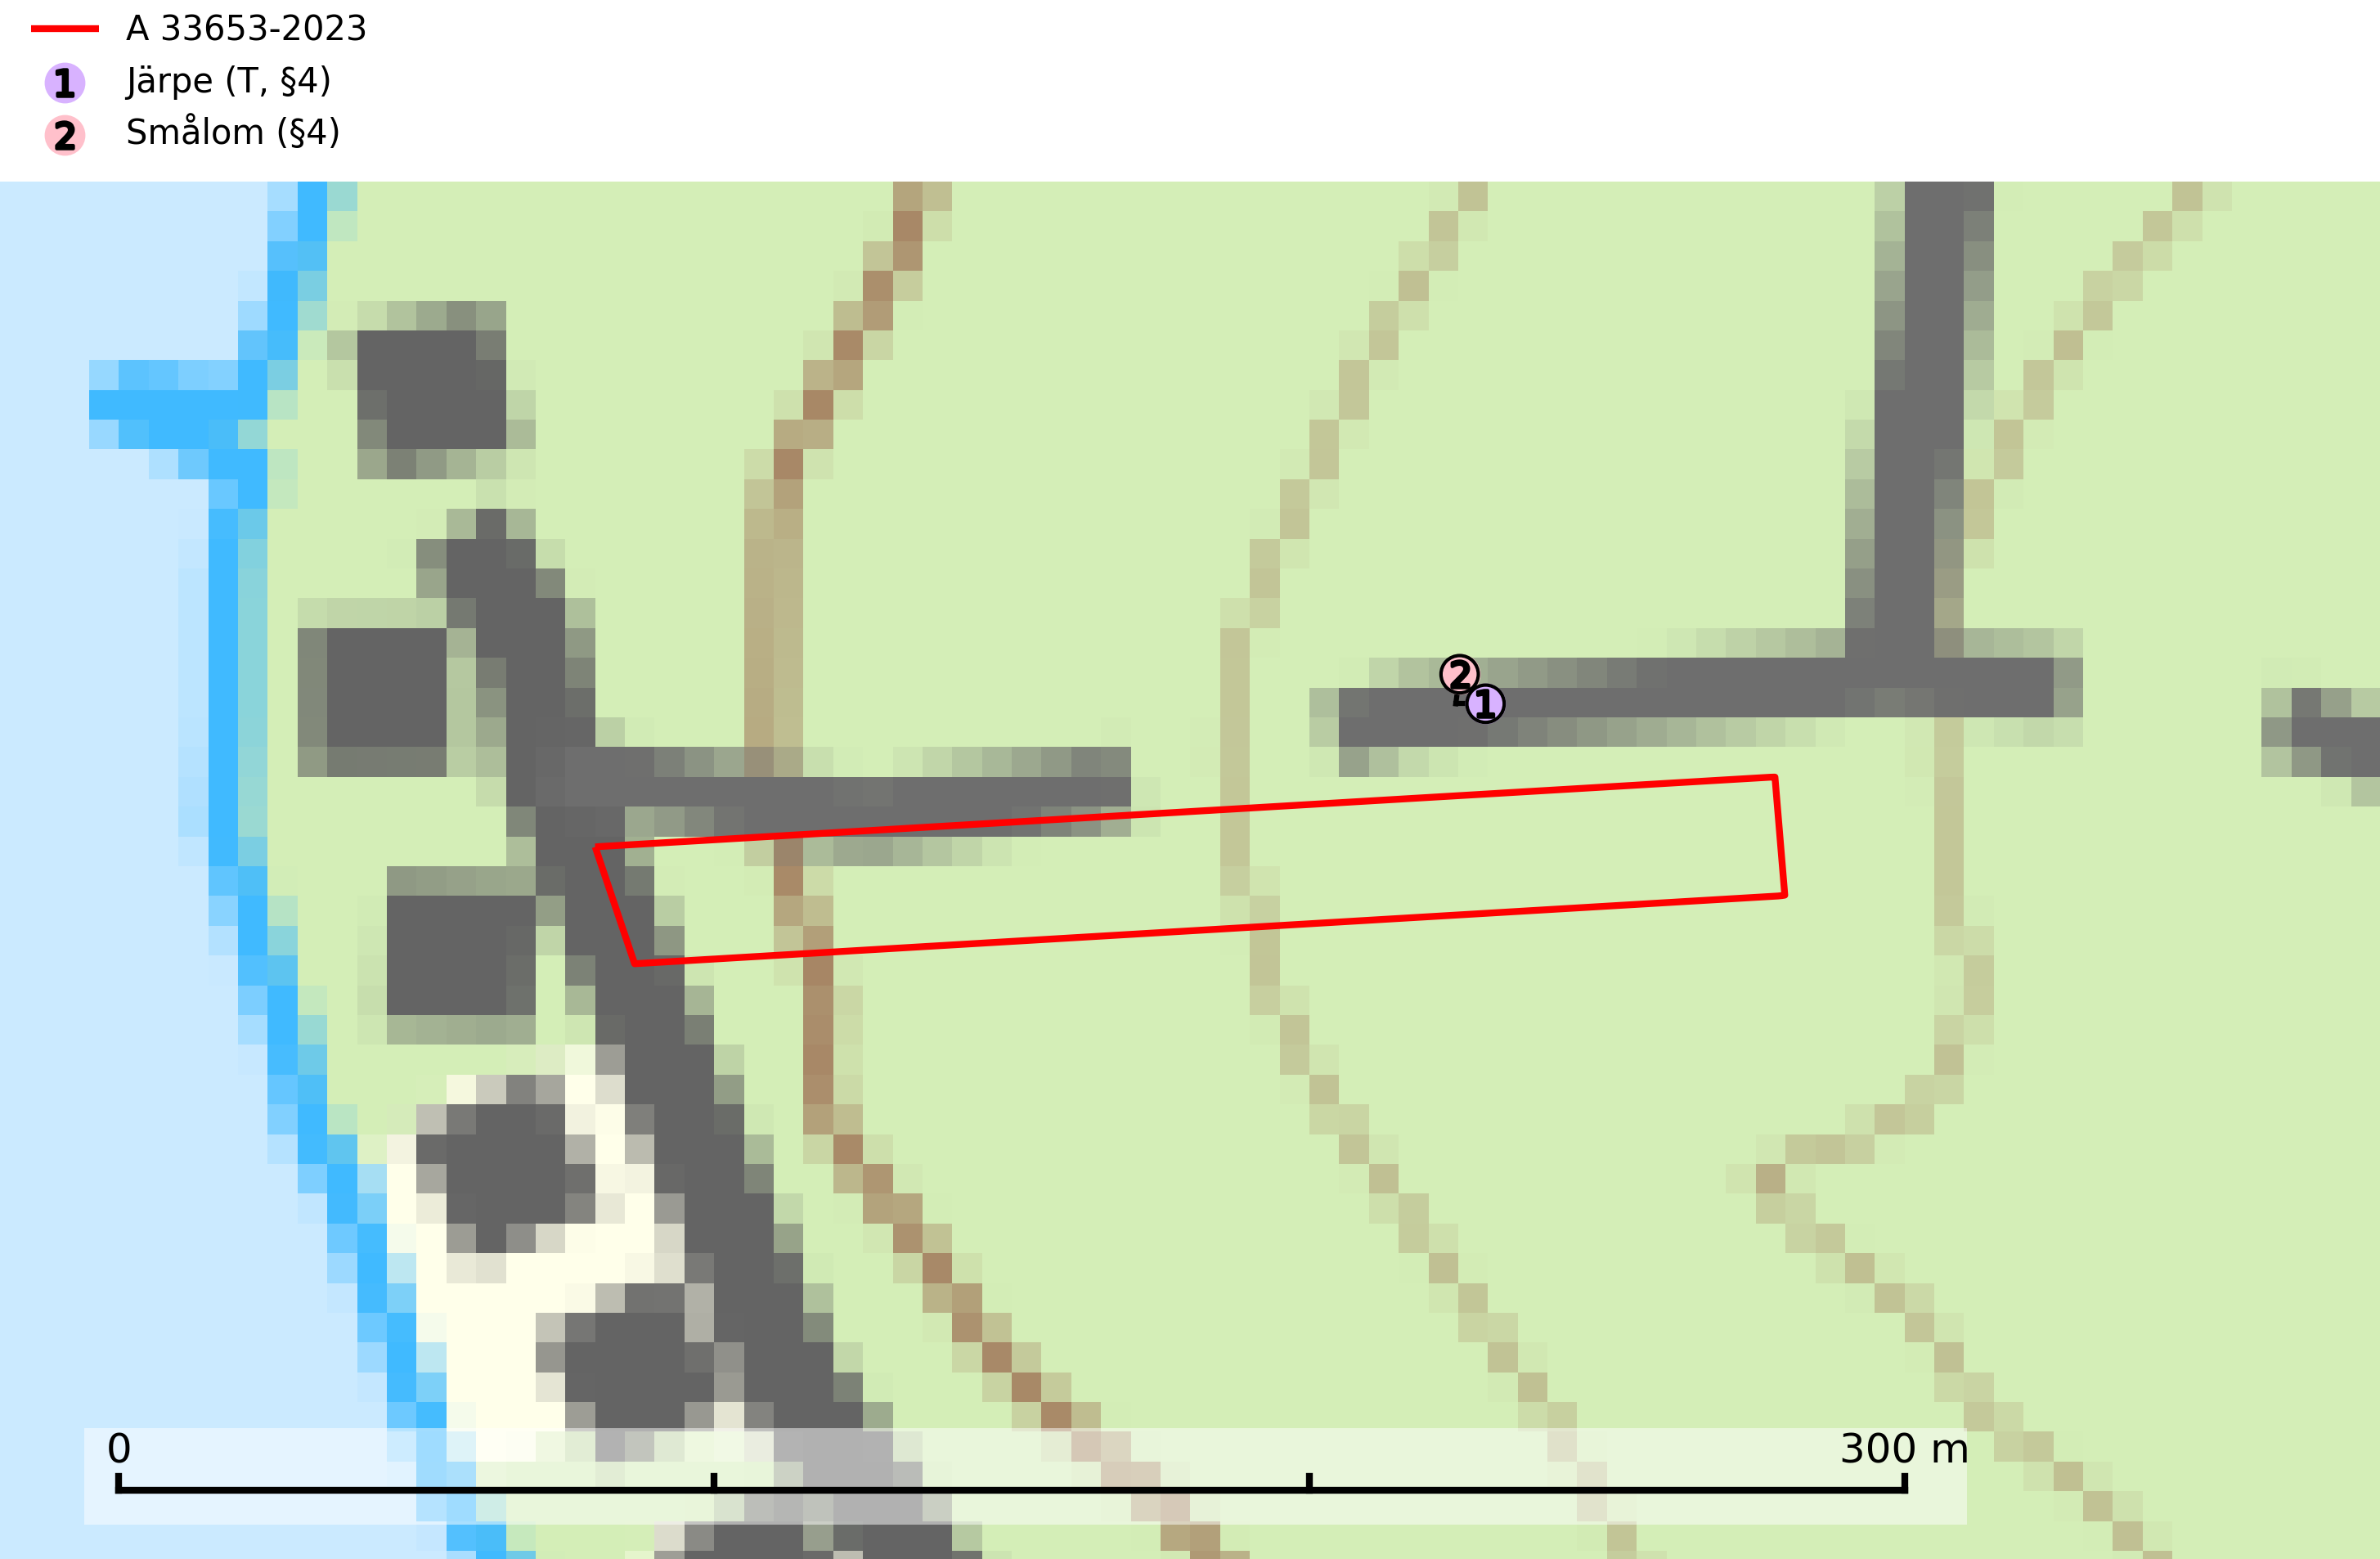 A 33653-2023
1 Järpe (T, §4)
2 Smålom (§4)
2
1
0 300 m